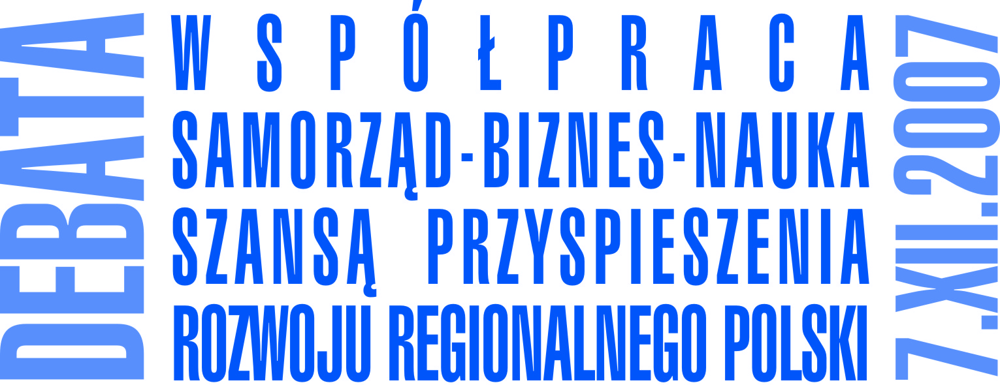 DEBATA
WSPÓŁPRACA
SAMORZĄD-BIZNES-NAUKA
SZANSĄ PRZYSPIESZENIA
ROZWOJU REGIONALNEGO POLSKI
7.XII.2007